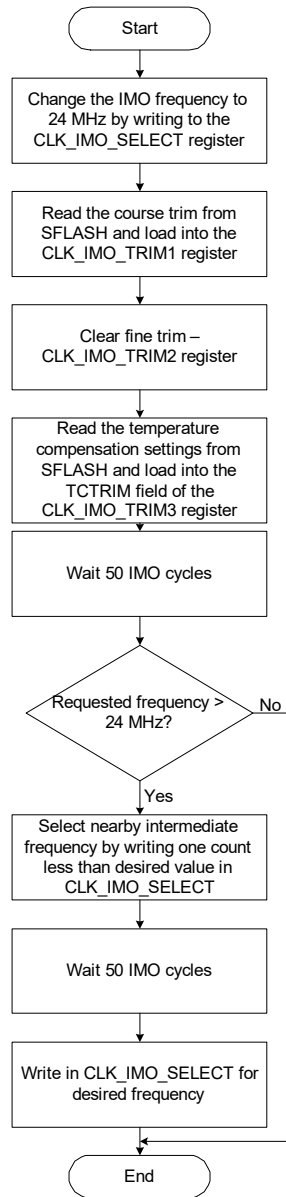 Start
Change the IMO frequency to
24 MHz by writing to the
CLK_IMO_SELECT register
Read the course trim from
SFLASH and load into the
CLK_IMO_TRIM1 register
Clear fine trim –
CLK_IMO_TRIM2 register
Read the temperature
compensation settings from
SFLASH and load into the
TCTRIM field of the
CLK_IMO_TRIM3 register
Wait 50 IMO cycles
Requested frequency >
24 MHz?
No
Yes
Select nearby intermediate
frequency by writing one count
less than desired value in
CLK_IMO_SELECT
Wait 50 IMO cycles
Write in CLK_IMO_SELECT for
desired frequency
End